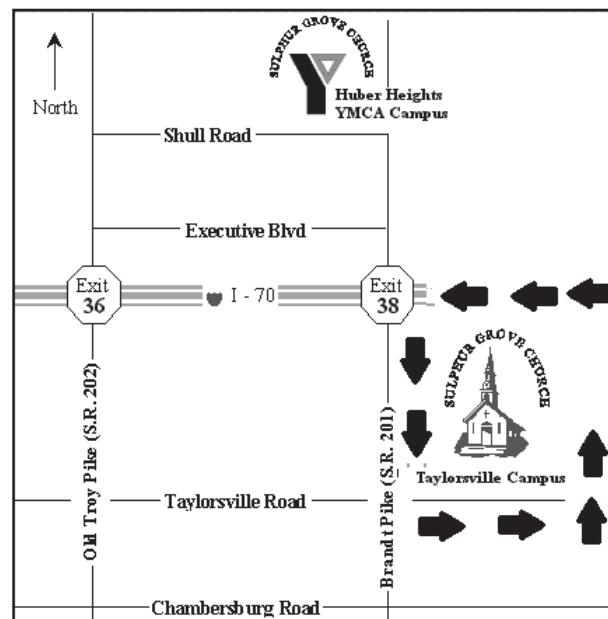 SULPHUR GROVE CHURCH
Huber Heights
YMCA Campus
North
Shull Road
Executive Blvd
Exit
36
I - 70
Exit
38
SULPHUR GROVE CHURCH
Taylorsville Campus
Old Troy Pike (S.R. 202)
Brandt Pike (S.R. 201)
Taylorsville Road
Chambersburg Road